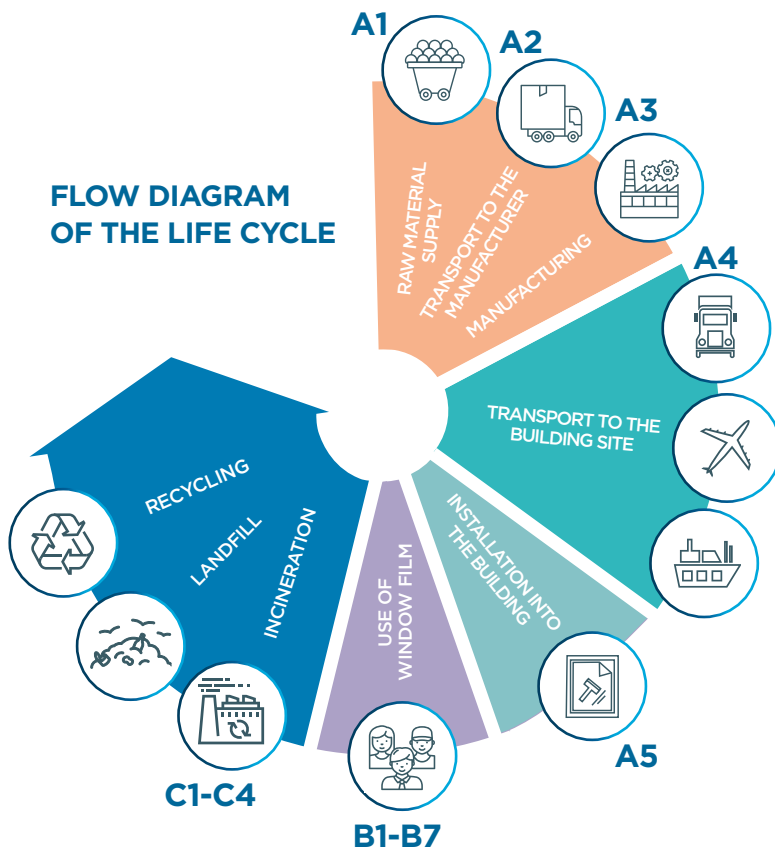 FLOW DIAGRAM
OF THE LIFE CYCLE
A1
A2
A3
RAW MATERIAL
SUPPLY
TRANSPORT TO THE
MANUFACTURER
MANUFACTURING
A4
TRANSPORT TO THE
BUILDING SITE
INSTALLATION INTO
THE BUILDING
A5
USE OF
WINDOW FILM
B1-B7
INCINERATION
LANDFILL
RECYCLING
C1-C4